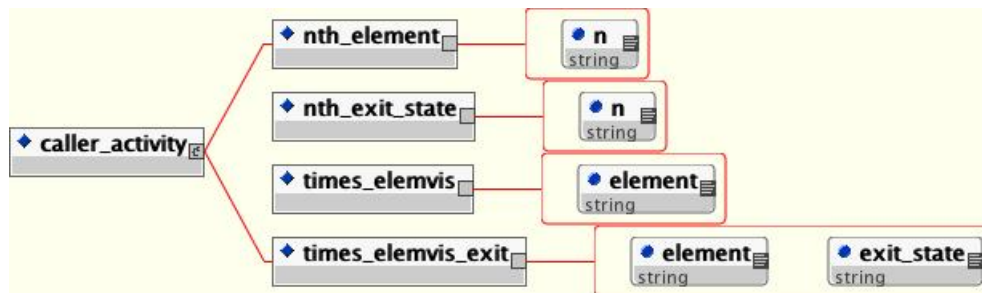 nth_element
n
string
nth_exit_state
n
string
caller_activity
times_elemvis
element
string
times_elemvis_exit
element
exit_state
string
string